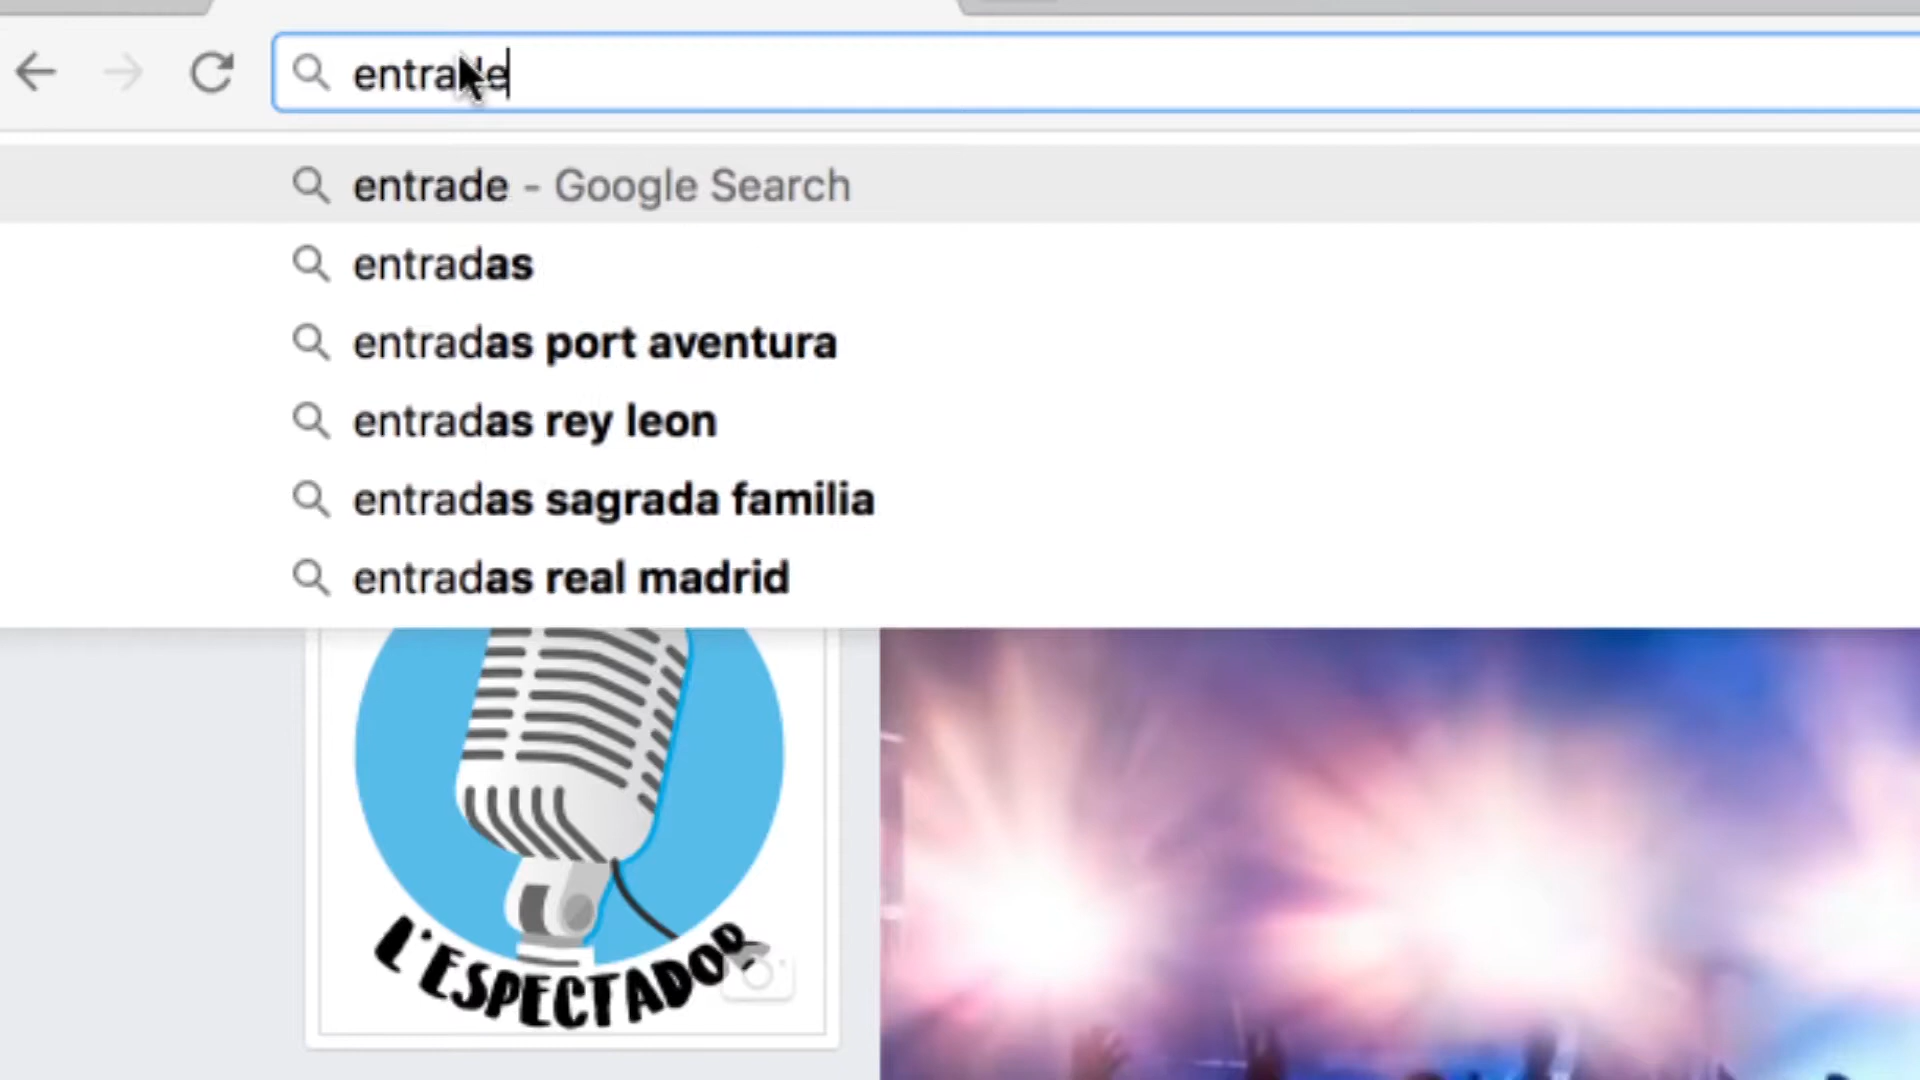 entrade
entrade - Google Search
entradas
entradas port aventura
entradas rey leon
entradas sagrada familia
entradas real madrid
L'ESPECTADOR